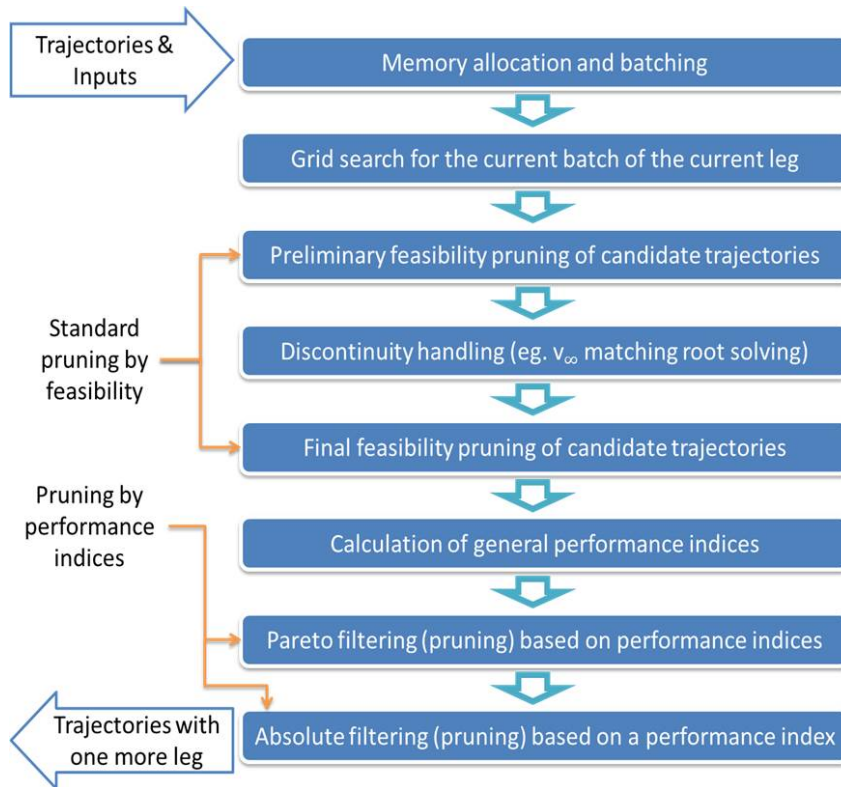 Trajectories &
Inputs
Memory allocation and batching
Grid search for the current batch of the current leg
Preliminary feasibility pruning of candidate trajectories
Standard
pruning by
feasibility
Discontinuity handling (eg. v∞ matching root solving)
Final feasibility pruning of candidate trajectories
Pruning by
performance
indices
Calculation of general performance indices
Pareto filtering (pruning) based on performance indices
Absolute filtering (pruning) based on a performance index
Trajectories with
one more leg